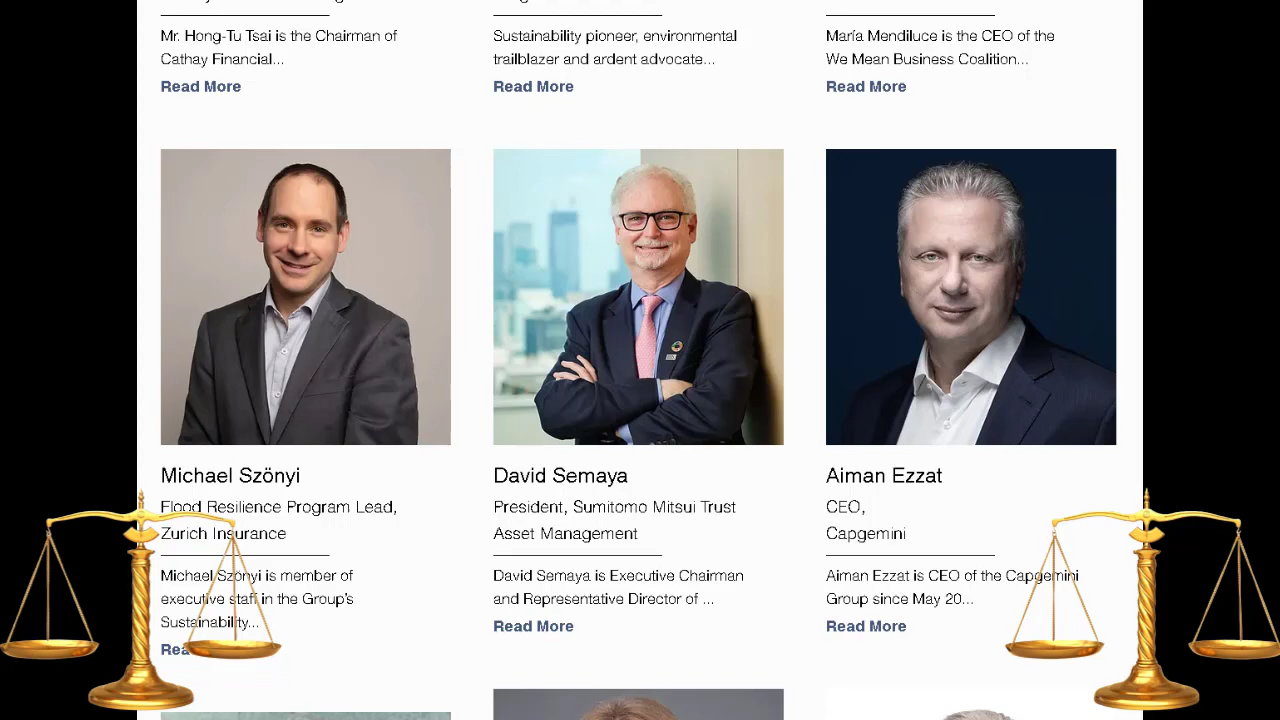 Mr. Hong-Tu Tsai is the Chairman of
Cathay Financial...
Read More
Sustainability pioneer, environmental
trailblazer and ardent advocate...
Read More
María Mendiluce is the CEO of the
We Mean Business Coalition...
Read More
Michael Szönyi
Flood Resilience Program Lead,
Zurich Insurance
Michael Szönyi is member of
executive staff in the Group's
Sustainability...
David Semaya
President, Sumitomo Mitsui Trust
Asset Management
David Semaya is Executive Chairman
and Representative Director of ...
Read More
Aiman Ezzat
CEO,
Capgemini
Aiman Ezzat is CEO of the Capgemini
Group since May 20...
Read More